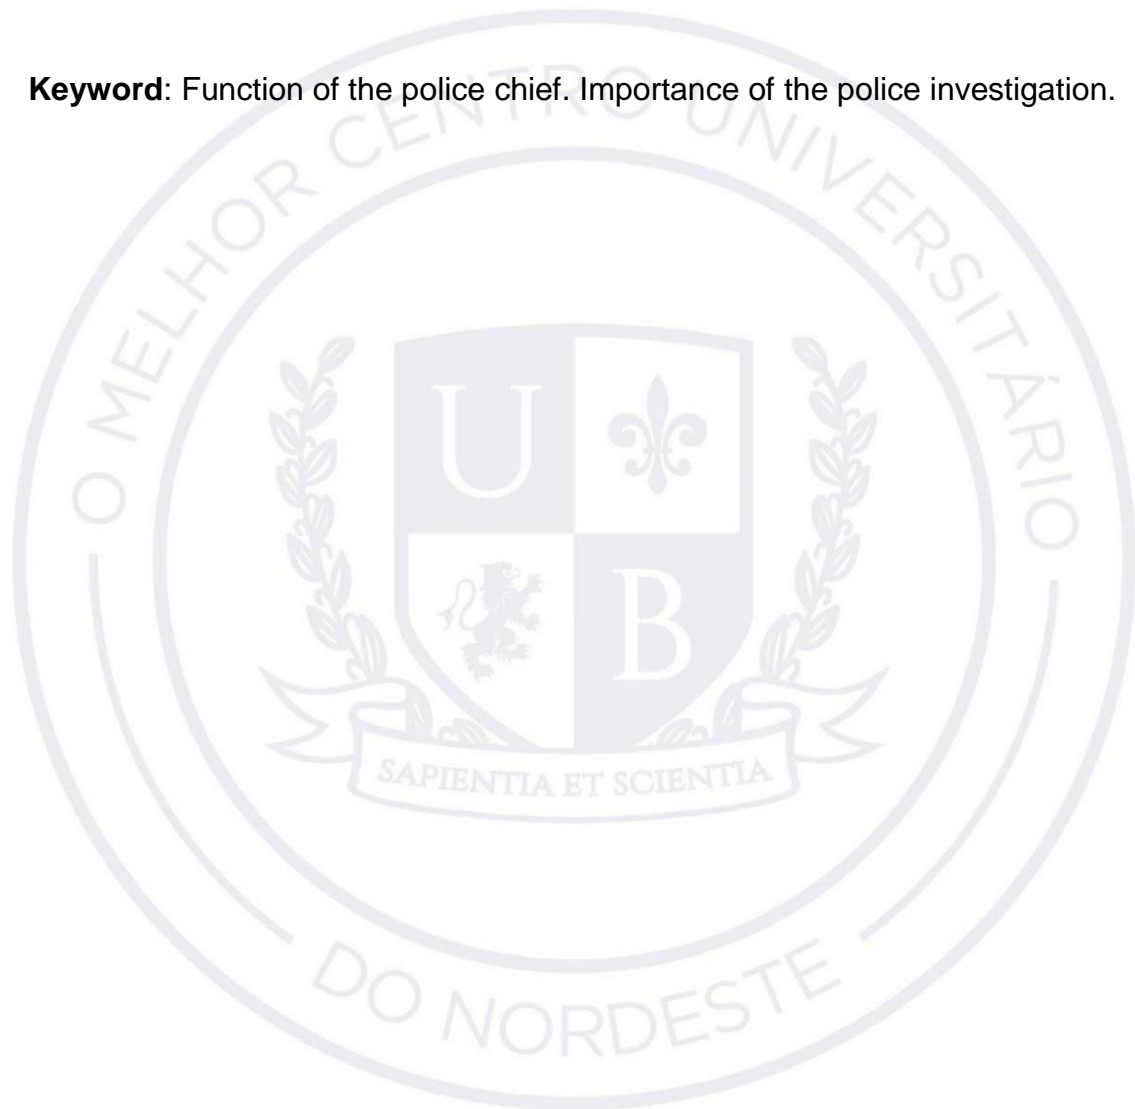 Keyword: Function of the police chief. Importance of the police investigation.
O MELHOR CENTRO UNIVERSITÁRIO
U
B
SAPIENTIA ET SCIENTIA
DO NORDESTE